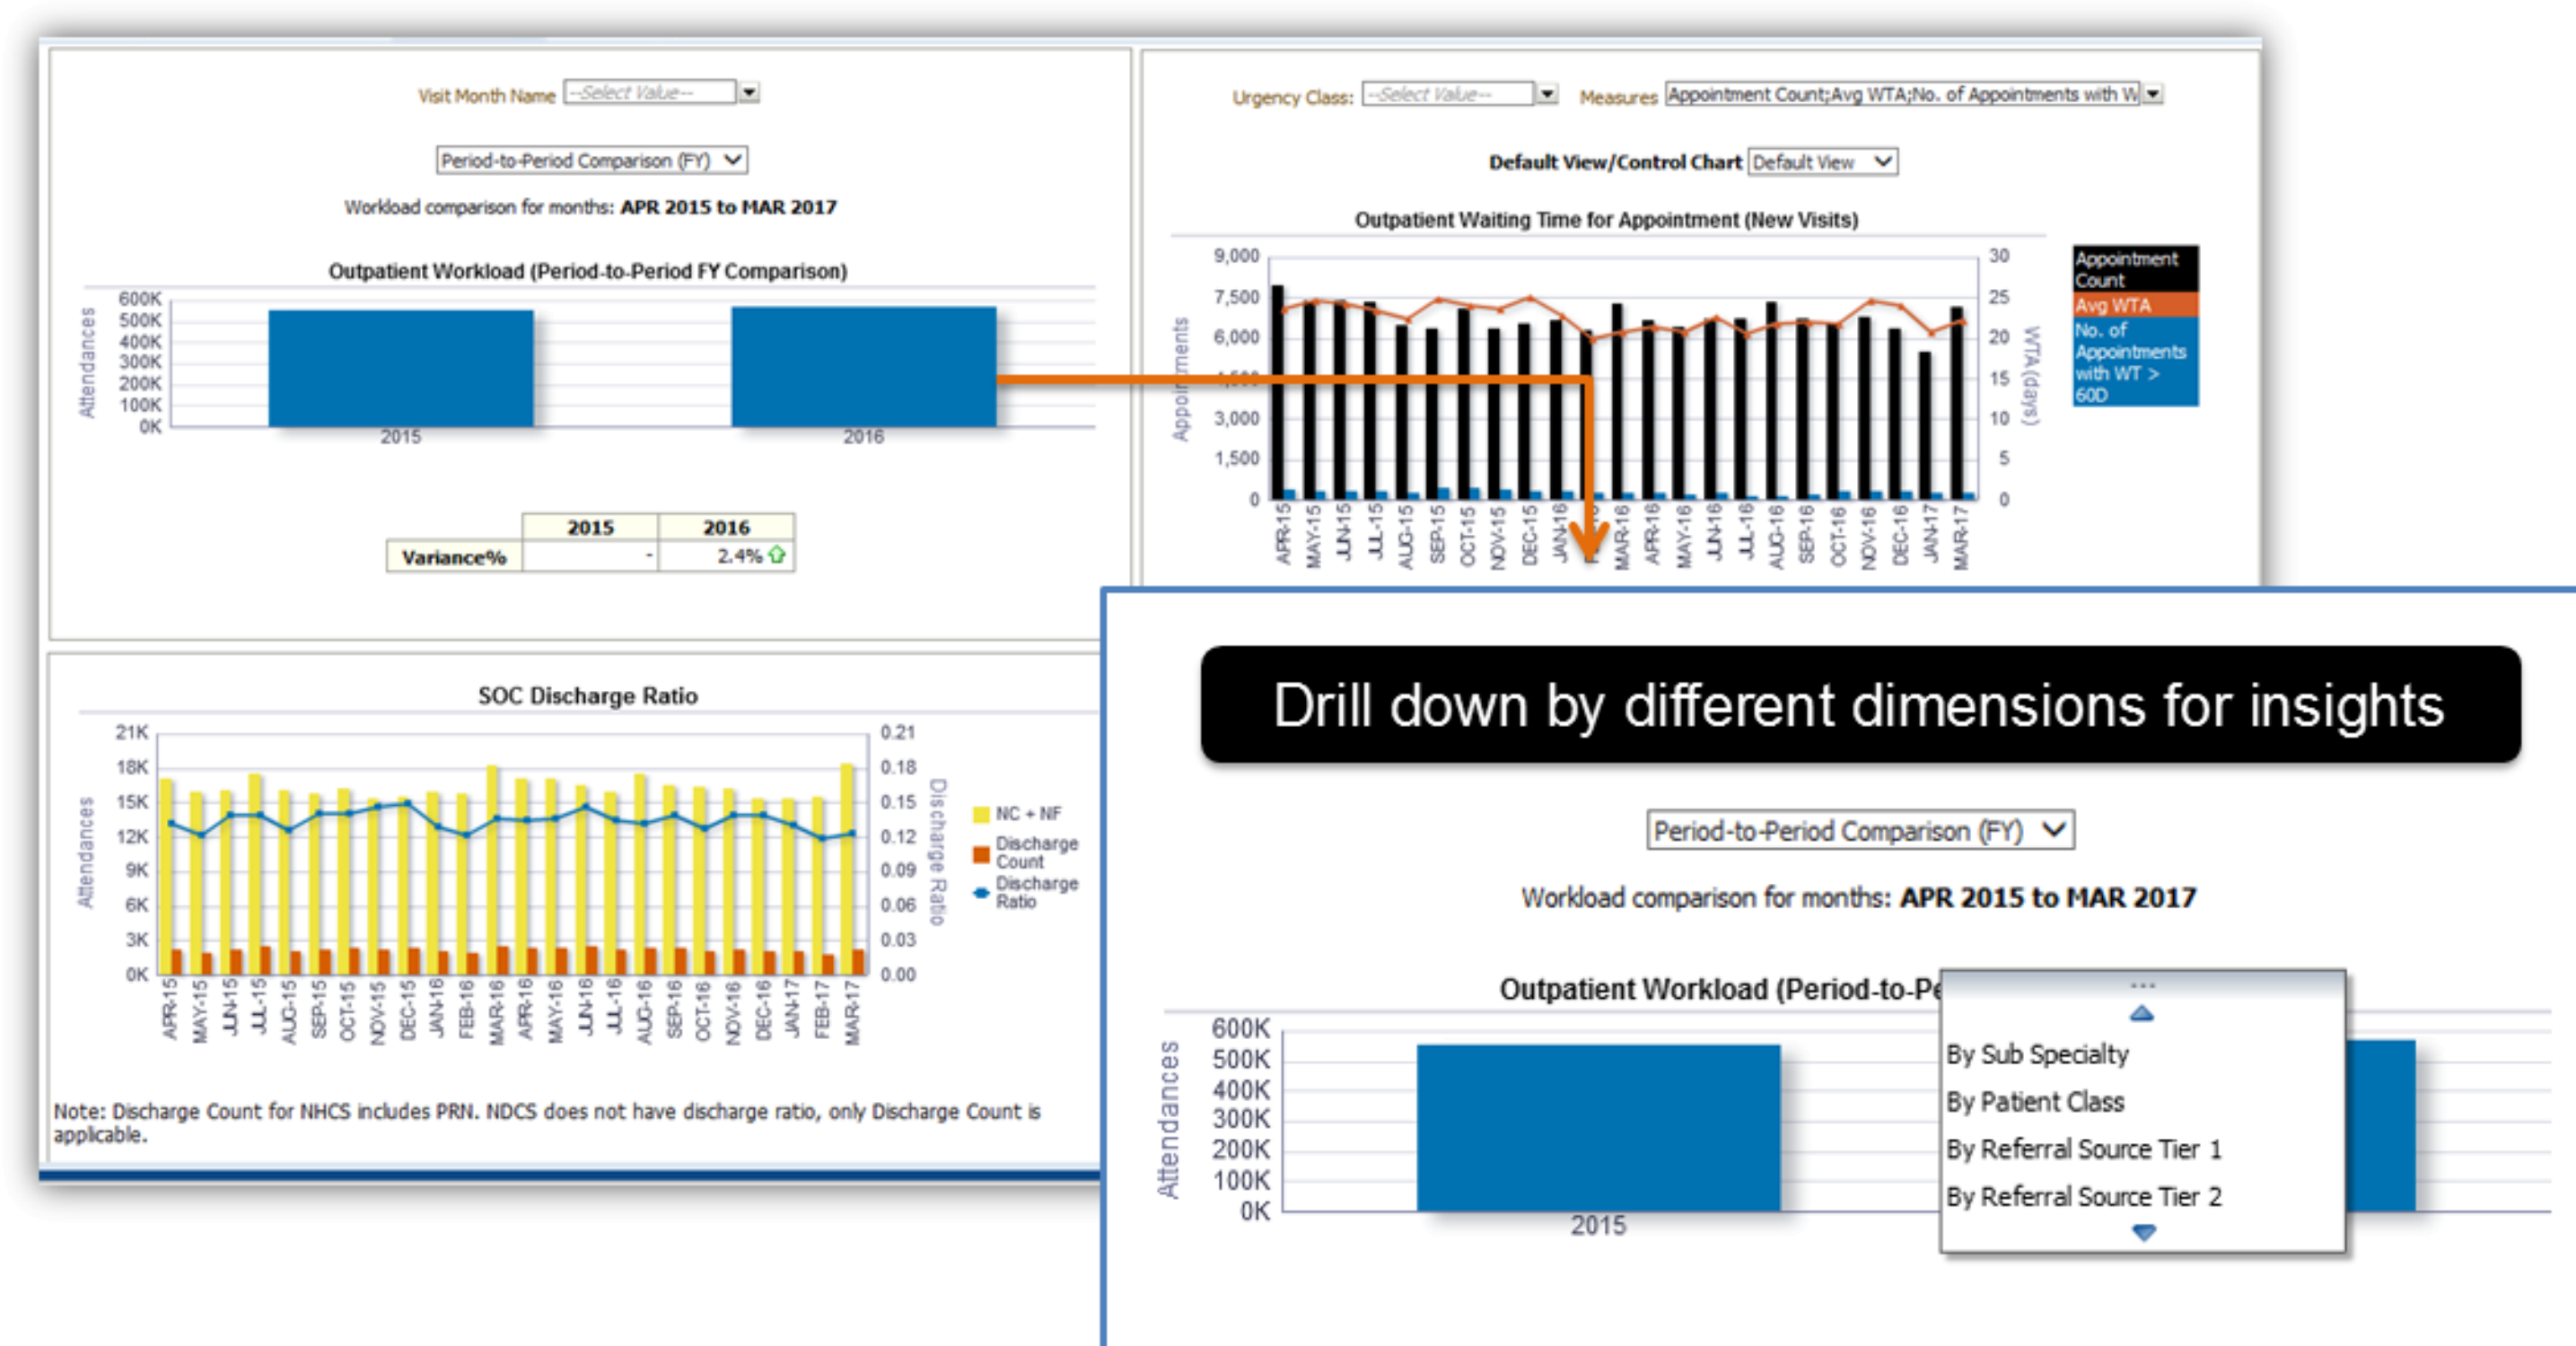 Visit Month Name --Select Value--
Period-to-Period Comparison (FY)
Workload comparison for months: APR 2015 to MAR 2017
Outpatient Workload (Period-to-Period FY Comparison)
Attendances
600K
500K
400K
300K
200K
100K
0K
2015
2016
2015 2016
Variance% - 2.4%
Urgency Class: --Select Value-- Measures Appointment Count;Avg WTA;No. of Appointments with W
Default View/Control Chart Default View
Outpatient Waiting Time for Appointment (New Visits)
Appointments
9,000
7,500
6,000
4,500
3,000
1,500
0
30
25
20
15
10
5
0
WTA (days)
APR-15
MAY-15
JUN-15
JUL-15
AUG-15
SEP-15
OCT-15
NOV-15
DEC-15
JAN-16
MAR-16
APR-16
MAY-16
JUN-16
JUL-16
AUG-16
SEP-16
OCT-16
NOV-16
DEC-16
JAN-17
MAR-17
Appointment
Count
Avg WTA
No. of
Appointments
with WT >
60D
SOC Discharge Ratio
Attendances
21K
18K
15K
12K
9K
6K
3K
0K
0.21
0.18
0.15
0.12
0.09
0.06
0.03
0.00
Discharge Ratio
APR-15
MAY-15
JUN-15
JUL-15
AUG-15
SEP-15
OCT-15
NOV-15
DEC-15
JAN-16
FEB-16
MAR-16
APR-16
MAY-16
JUN-16
JUL-16
AUG-16
SEP-16
OCT-16
NOV-16
DEC-16
JAN-17
FEB-17
MAR-17
NC + NF
Discharge
Count
Discharge
Ratio
Note: Discharge Count for NHCS includes PRN. NDCS does not have discharge ratio, only Discharge Count is
applicable.
Drill down by different dimensions for insights
Period-to-Period Comparison (FY)
Workload comparison for months: APR 2015 to MAR 2017
Outpatient Workload (Period-to-Pe
Attendances
600K
500K
400K
300K
200K
100K
0K
2015
...
By Sub Specialty
By Patient Class
By Referral Source Tier 1
By Referral Source Tier 2